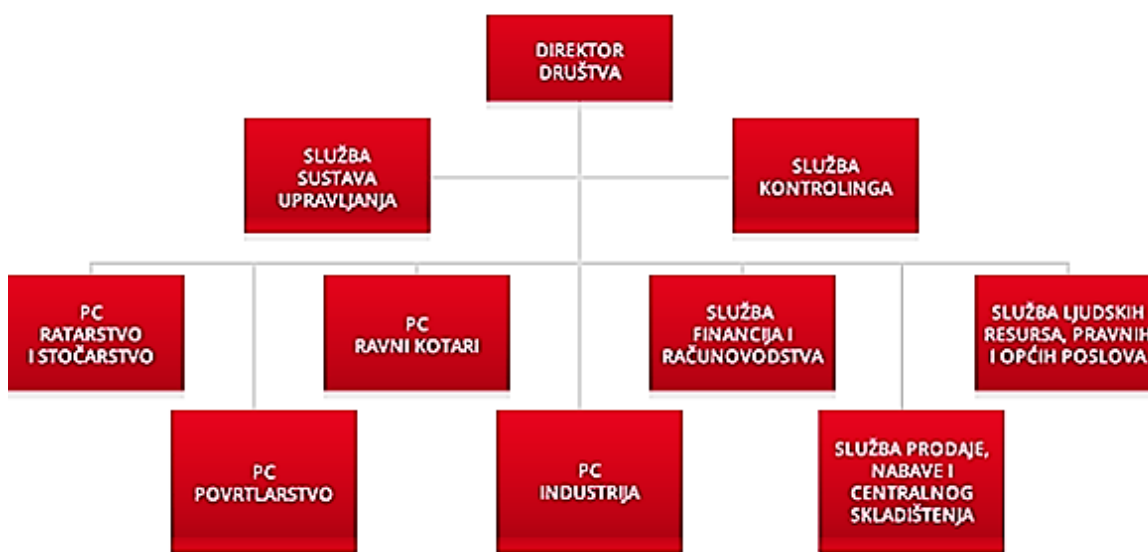 DIREKTOR
DRUŠTVA
SLUŽBA
SUSTAVA
UPRAVLJANJA
SLUŽBA
KONTROLINGA
PC
RATARSTVO
I STOČARSTVO
PC
RAVNI KOTARI
SLUŽBA
FINANCIJA I
RAČUNOVODSTVA
SLUŽBA LJUDSKIH
RESURSA, PRAVNIH
I OPĆIH POSLOVA
PC
POVRTLARSTVO
PC
INDUSTRIJA
SLUŽBA PRODAJE,
NABAVE I
CENTRALNOG
SKLADIŠTENJA